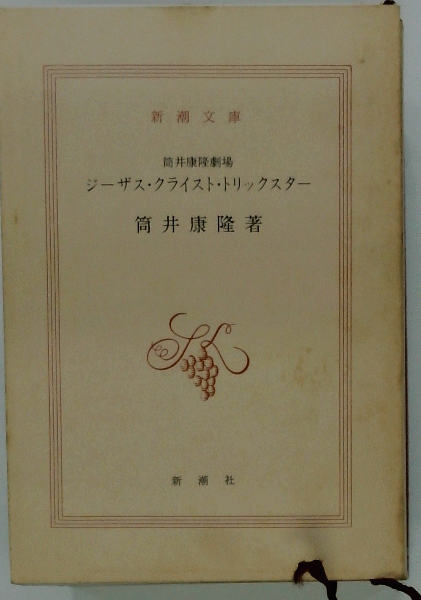 新潮文庫
筒井康隆劇場
ジーザス・クライスト・トリックスター
筒井康隆著
新潮社